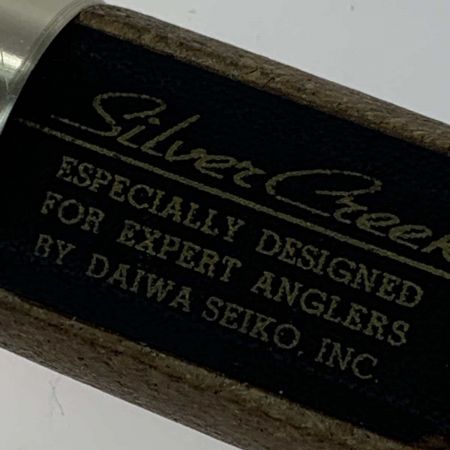 Silver Creek
ESPECIALLY DESIGNED
FOR EXPERT ANGLERS
BY DAIWA SEIKO, INC.